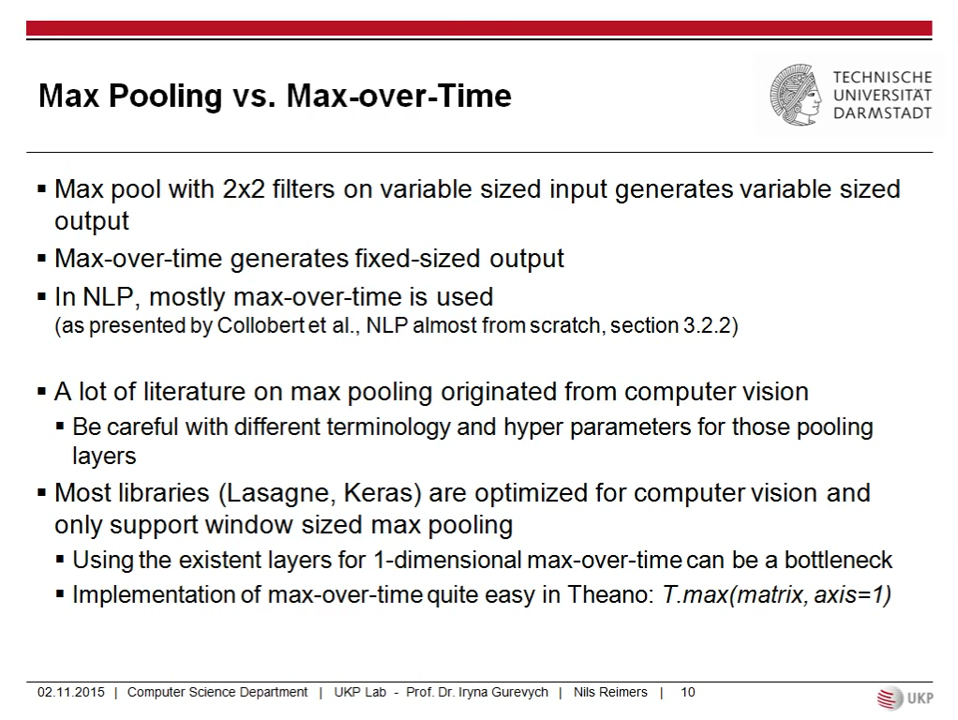 Max Pooling vs. Max-over-Time
TECHNISCHE
UNIVERSITÄT
DARMSTADT
▪ Max pool with 2x2 filters on variable sized input generates variable sized
output
▪ Max-over-time generates fixed-sized output
▪ In NLP, mostly max-over-time is used
(as presented by Collobert et al., NLP almost from scratch, section 3.2.2)
▪ A lot of literature on max pooling originated from computer vision
▪ Be careful with different terminology and hyper parameters for those pooling
layers
▪ Most libraries (Lasagne, Keras) are optimized for computer vision and
only support window sized max pooling
▪ Using the existent layers for 1-dimensional max-over-time can be a bottleneck
▪ Implementation of max-over-time quite easy in Theano: T.max(matrix, axis=1)
02.11.2015 | Computer Science Department | UKP Lab - Prof. Dr. Iryna Gurevych | Nils Reimers | 10
UKP